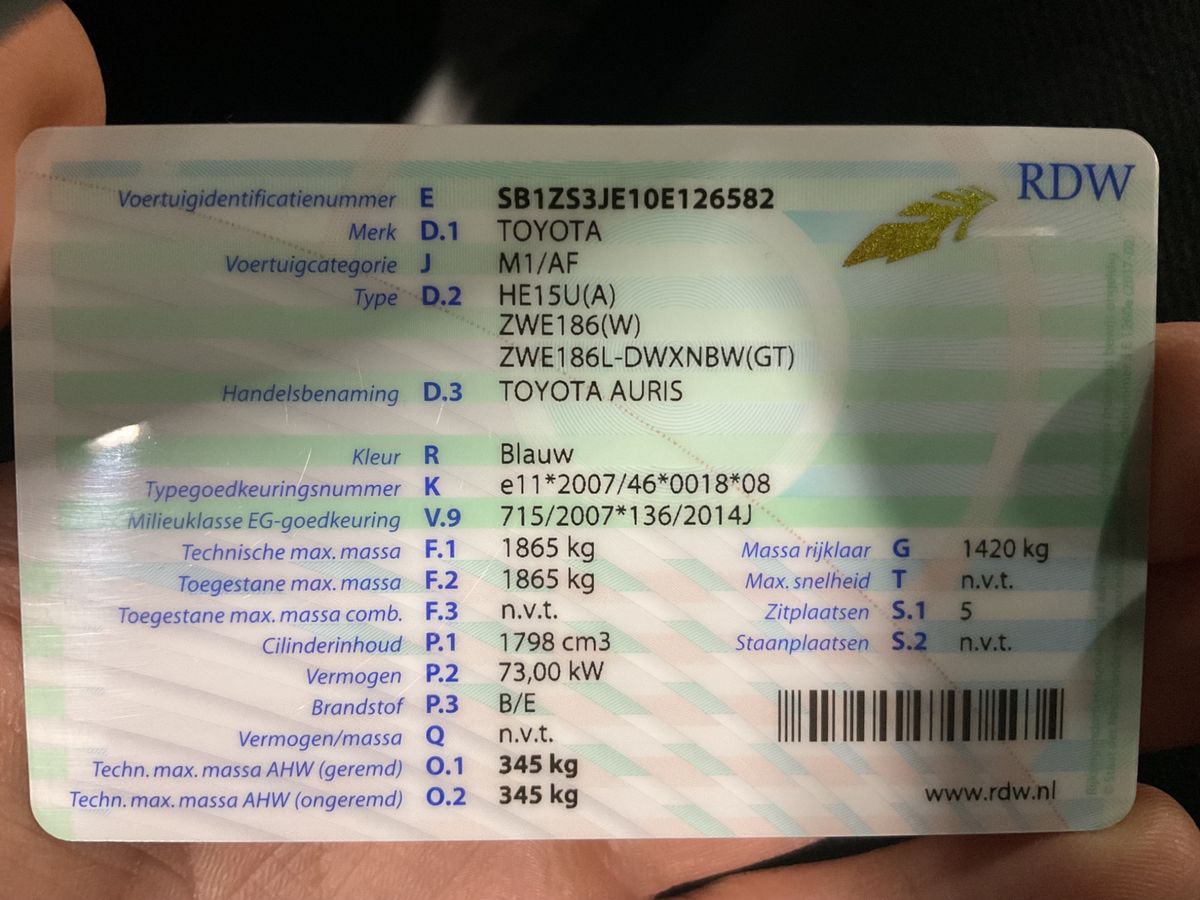 RDW
Voertuigidentificatienummer E SB1ZS3JE10E126582
Merk D.1 TOYOTA
Voertuigcategorie J M1/AF
Type D.2 HE15U(A)
ZWE186(W)
ZWE186L-DWXNBW(GT)
Handelsbenaming D.3 TOYOTA AURIS
Kleur R Blauw
Typegoedkeuringsnummer K e11*2007/46*0018*08
Milieuklasse EG-goedkeuring V.9 715/2007*136/2014J
Technische max. massa F.1 1865 kg Massa rijklaar G 1420 kg
Toegestane max. massa F.2 1865 kg Max. snelheid T n.v.t.
Toegestane max. massa comb. F.3 n.v.t. Zitplaatsen S.1 5
Cilinderinhoud P.1 1798 cm3 Staanplaatsen S.2 n.v.t.
Vermogen P.2 73,00 kW
Brandstof P.3 B/E
Vermogen/massa Q n.v.t.
Techn. max. massa AHW (geremd) O.1 345 kg
Techn. max. massa AHW (ongeremd) O.2 345 kg
www.rdw.nl